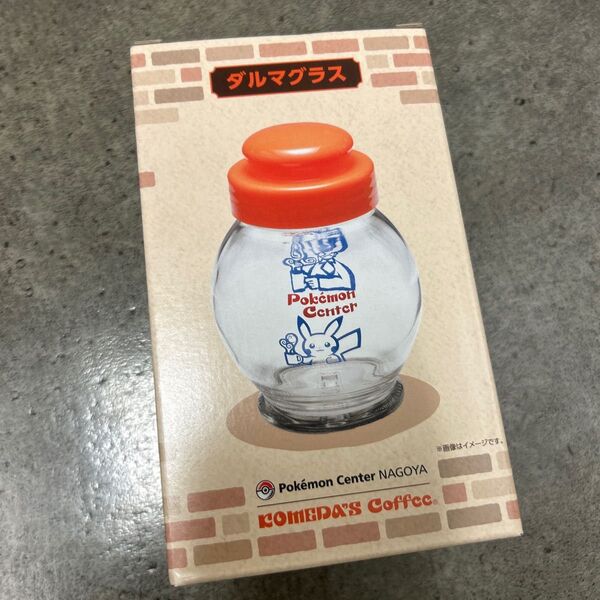 ダルマグラス
Pokémon
Center
※画像はイメージです。
Pokémon Center NAGOYA
KOMEDA'S Coffee®